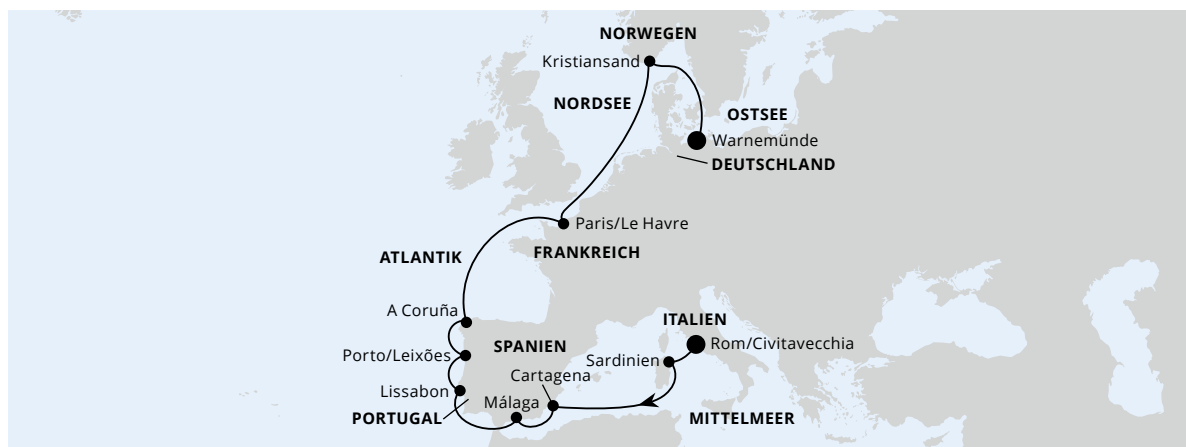 NORWEGEN
Kristiansand
NORDSEE
OSTSEE
Warnemünde
DEUTSCHLAND
Paris/Le Havre
FRANKREICH
ATLANTIK
A Coruña
ITALIEN
Rom/Civitavecchia
SPANIEN
Porto/Leixões
Sardinien
Cartagena
Lissabon
Málaga
PORTUGAL
MITTELMEER